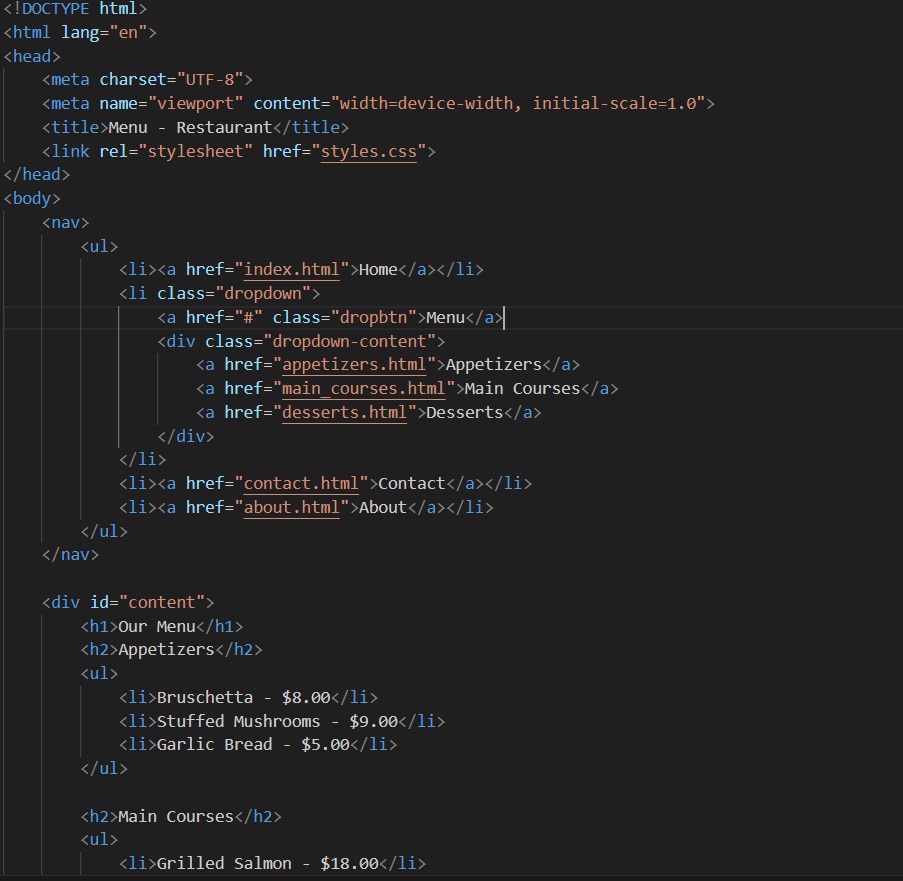 <!DOCTYPE html>
<html lang="en">
<head>
    <meta charset="UTF-8">
    <meta name="viewport" content="width=device-width, initial-scale=1.0">
    <title>Menu - Restaurant</title>
    <link rel="stylesheet" href="styles.css">
</head>
<body>
    <nav>
        <ul>
            <li><a href="index.html">Home</a></li>
            <li class="dropdown">
                <a href="#" class="dropbtn">Menu</a>
                <div class="dropdown-content">
                    <a href="appetizers.html">Appetizers</a>
                    <a href="main_courses.html">Main Courses</a>
                    <a href="desserts.html">Desserts</a>
                </div>
            </li>
            <li><a href="contact.html">Contact</a></li>
            <li><a href="about.html">About</a></li>
        </ul>
    </nav>

    <div id="content">
        <h1>Our Menu</h1>
        <h2>Appetizers</h2>
        <ul>
            <li>Bruschetta - $8.00</li>
            <li>Stuffed Mushrooms - $9.00</li>
            <li>Garlic Bread - $5.00</li>
        </ul>

        <h2>Main Courses</h2>
        <ul>
            <li>Grilled Salmon - $18.00</li>